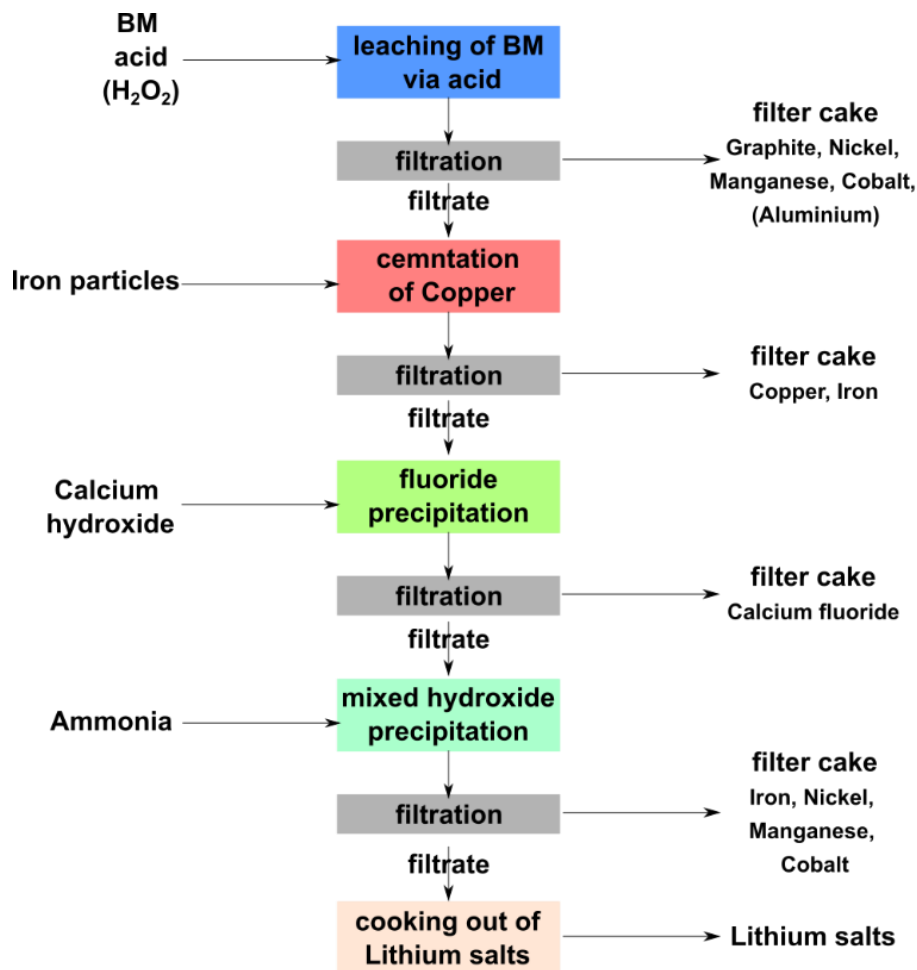 BM
acid
(H₂O₂)
leaching of BM
via acid
filtration
filter cake
Graphite, Nickel,
Manganese, Cobalt,
(Aluminium)
filtrate
Iron particles
cemntation
of Copper
filtration
filter cake
Copper, Iron
filtrate
Calcium
hydroxide
fluoride
precipitation
filtration
filter cake
Calcium fluoride
filtrate
Ammonia
mixed hydroxide
precipitation
filtration
filter cake
Iron, Nickel,
Manganese,
Cobalt
filtrate
cooking out of
Lithium salts
Lithium salts